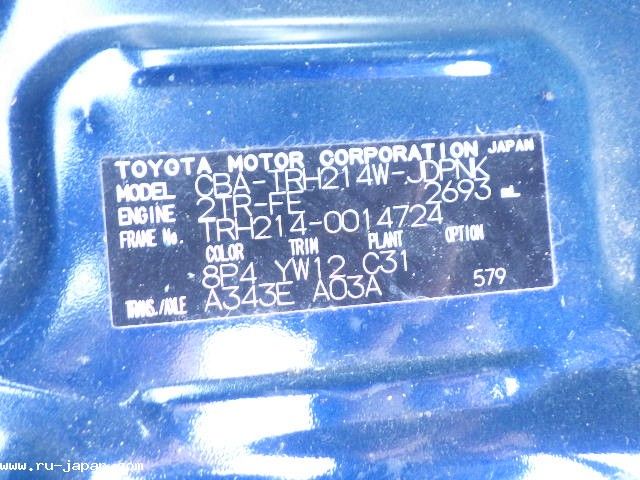 TOYOTA MOTOR CORPORATION JAPAN
MODEL CBA-TRH214W-JDPNK
ENGINE 2TR-FE 2693 mL
FRAME No. TRH214-0014724
COLOR TRIM PLANT OPTION
8P4 YW12 C31
TRANS./AXLE A343E A03A 579
www.ru-japan.com